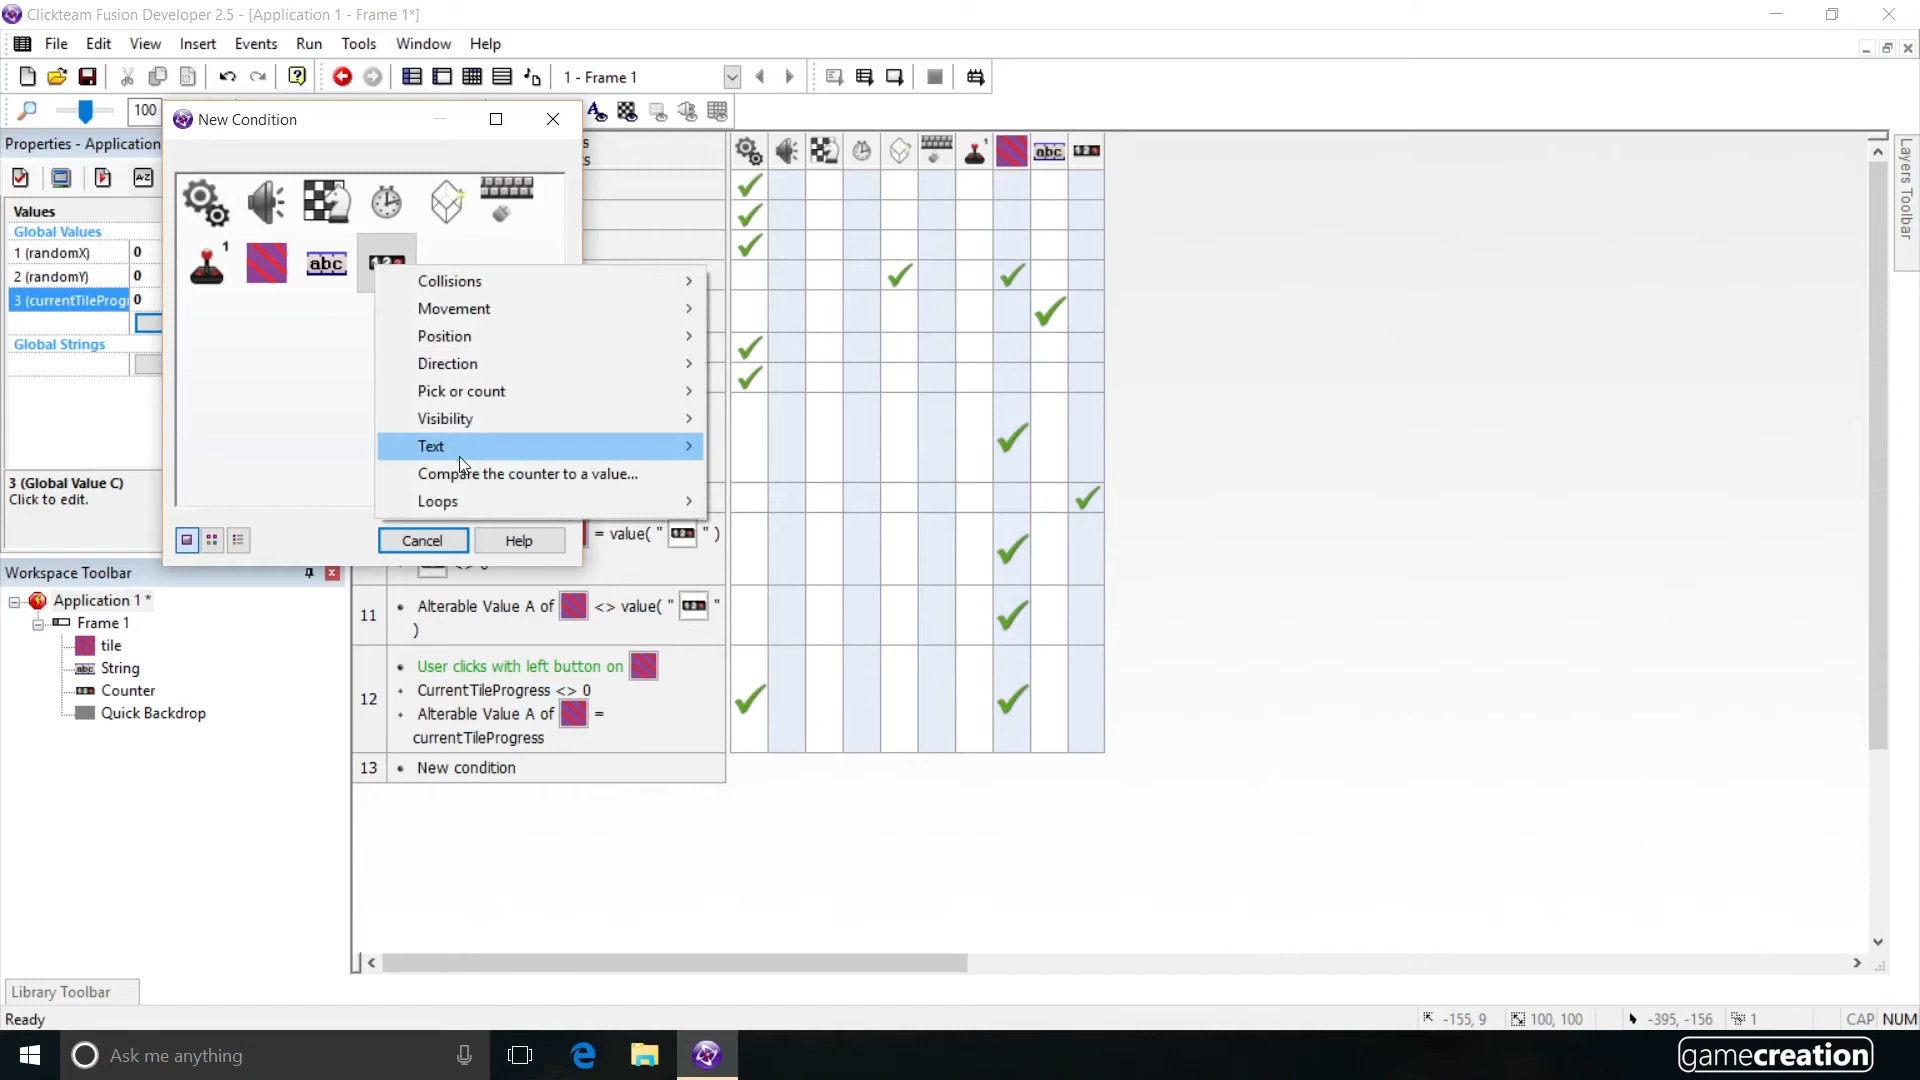 Clickteam Fusion Developer 2.5 - [Application 1 - Frame 1*]
File Edit View Insert Events Run Tools Window Help
1 - Frame 1
100
New Condition
Properties - Application
Values
Global Values
1 (randomX) 0
2 (randomY) 0
3 (currentTileProgr 0
Global Strings
3 (Global Value C)
Click to edit.
1
abc
Collisions
Movement
Position
Direction
Pick or count
Visibility
Text
Compare the counter to a value...
Loops
Cancel Help
1
abc
= value( " " )
11 • Alterable Value A of <> value( " "
)
12 • User clicks with left button on
+ CurrentTileProgress <> 0
+ Alterable Value A of =
currentTileProgress
13 • New condition
Workspace Toolbar
Application 1 *
Frame 1
tile
abc String
Counter
Quick Backdrop
Layers Toolbar
Library Toolbar
Ready
-155, 9 100, 100 -395, -156 1 CAP NUM
Ask me anything
gamecreation